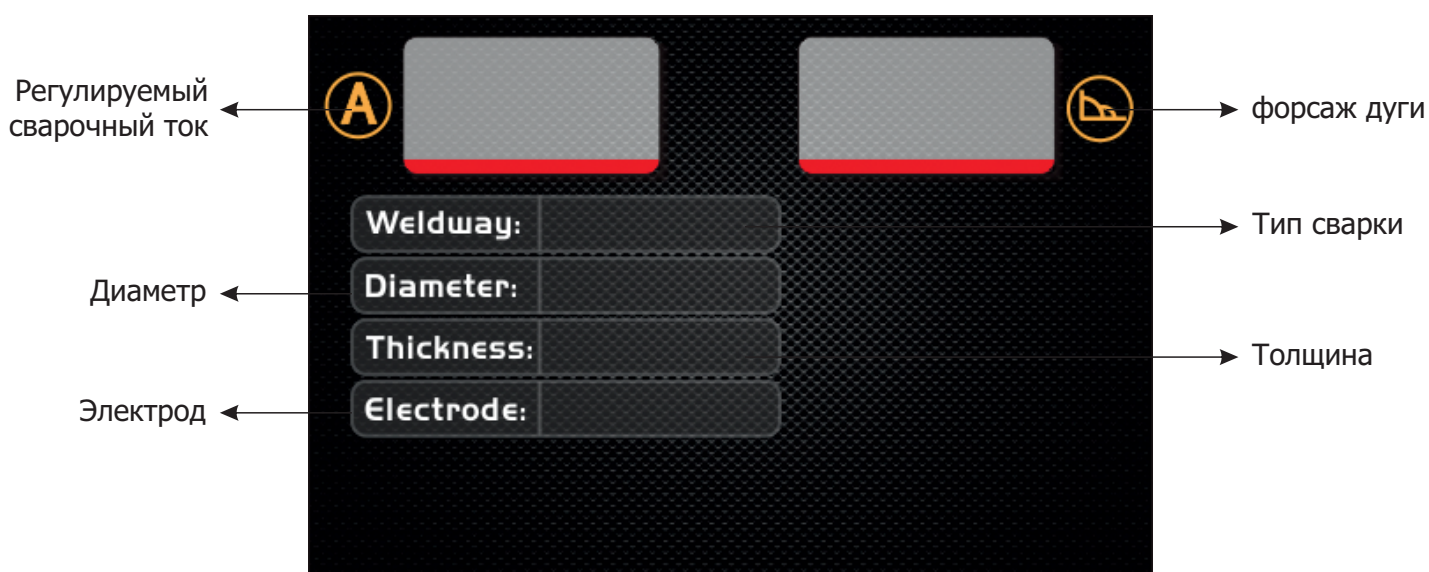 Регулируемый
сварочный ток
A
форсаж дуги
Weldway:
Тип сварки
Diameter:
Диаметр
Thickness:
Толщина
Electrode:
Электрод